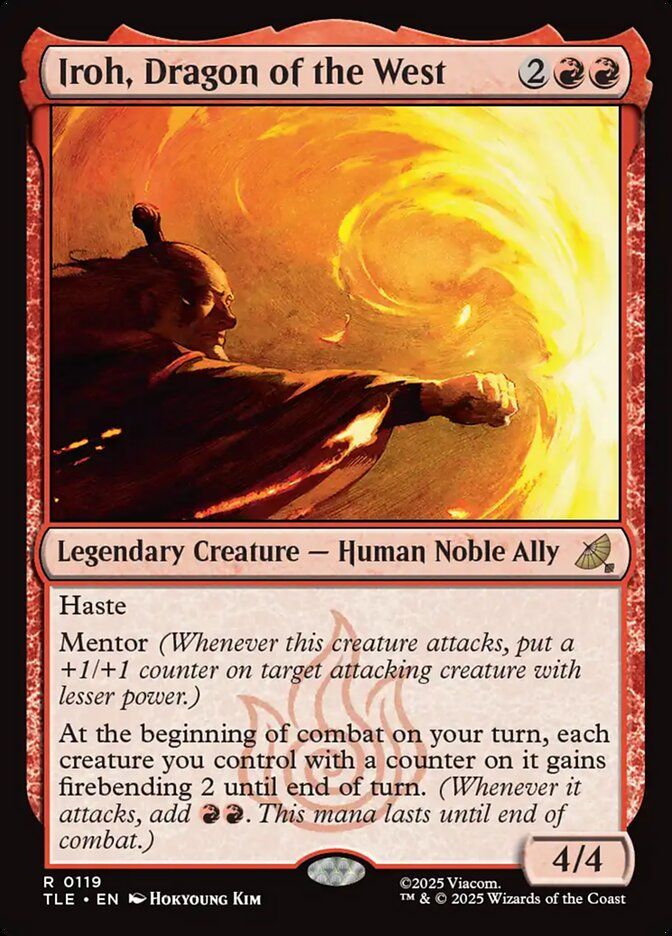 Iroh, Dragon of the West 2
Legendary Creature — Human Noble Ally
Haste
Mentor (Whenever this creature attacks, put a
+1/+1 counter on target attacking creature with
lesser power.)
At the beginning of combat on your turn, each
creature you control with a counter on it gains
firebending 2 until end of turn. (Whenever it
attacks, add . This mana lasts until end of
combat.)
4/4
R 0119
TLE • EN Hokyoung Kim
©2025 Viacom.
™ & © 2025 Wizards of the Coast